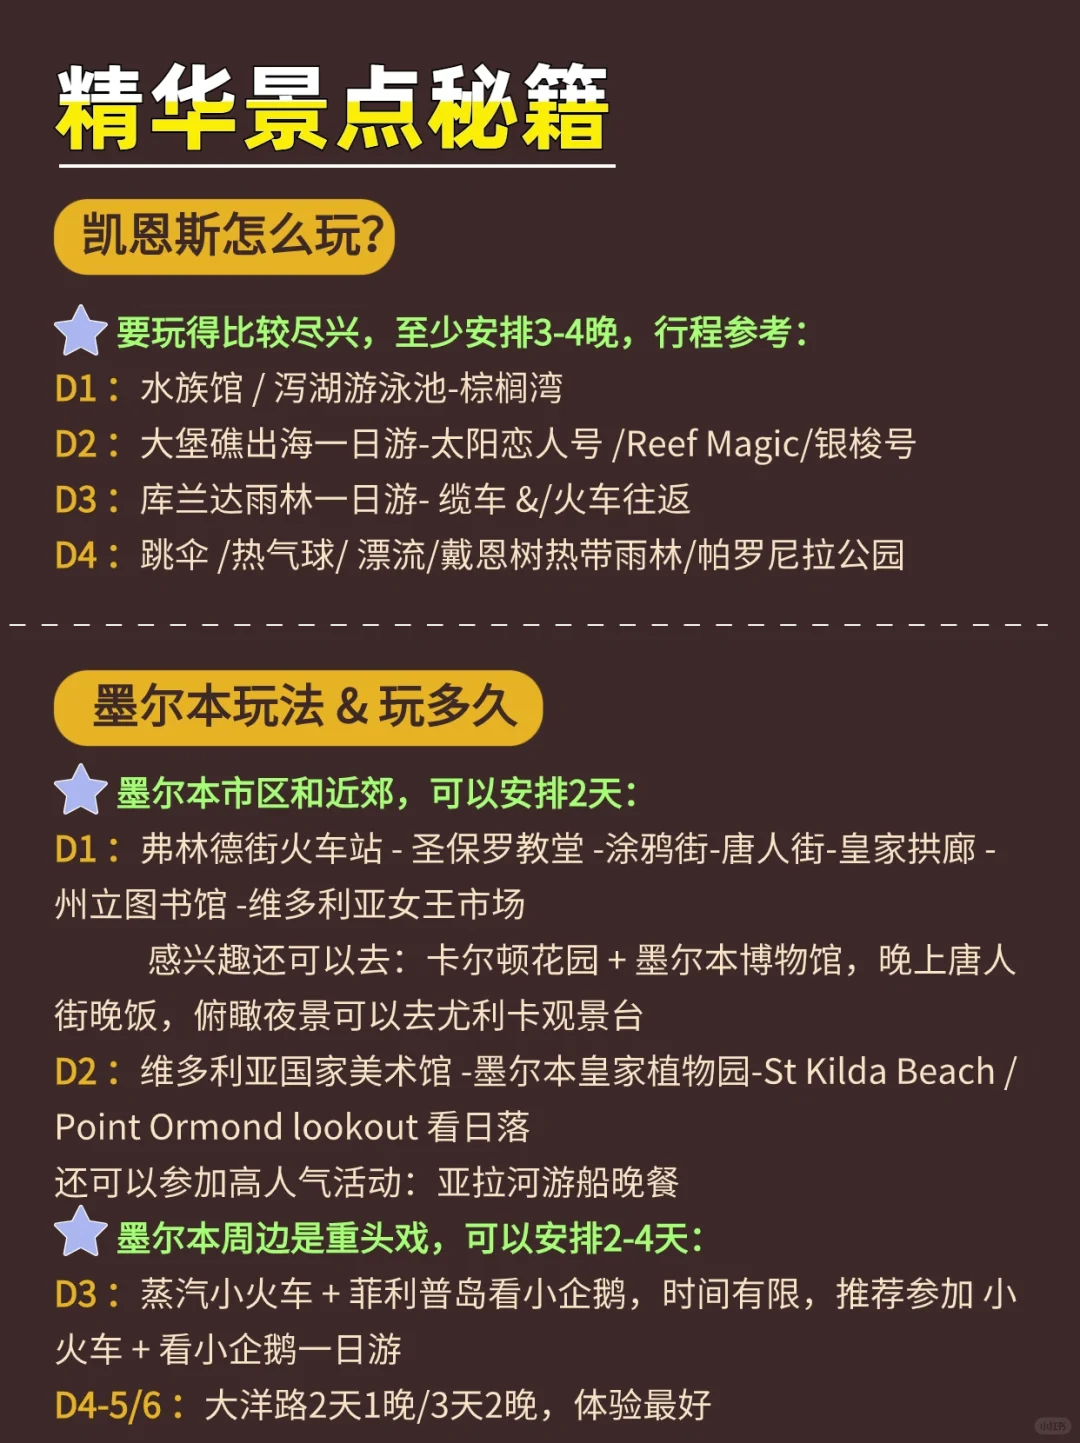 精华景点秘籍
凯恩斯怎么玩?
要玩得比较尽兴，至少安排3-4晚，行程参考：
D1： 水族馆 / 泻湖游泳池-棕榈湾
D2： 大堡礁出海一日游-太阳恋人号 /Reef Magic/银梭号
D3： 库兰达雨林一日游- 缆车 &/火车往返
D4： 跳伞 /热气球/ 漂流/戴恩树热带雨林/帕罗尼拉公园
墨尔本玩法 & 玩多久
墨尔本市区和近郊，可以安排2天：
D1： 弗林德街火车站 - 圣保罗教堂 -涂鸦街-唐人街-皇家拱廊 -
州立图书馆 -维多利亚女王市场
感兴趣还可以去：卡尔顿花园 + 墨尔本博物馆，晚上唐人
街晚饭，俯瞰夜景可以去尤利卡观景台
D2： 维多利亚国家美术馆 -墨尔本皇家植物园-St Kilda Beach /
Point Ormond lookout 看日落
还可以参加高人气活动：亚拉河游船晚餐
墨尔本周边是重头戏，可以安排2-4天：
D3： 蒸汽小火车 + 菲利普岛看小企鹅，时间有限，推荐参加 小
火车 + 看小企鹅一日游
D4-5/6： 大洋路2天1晚/3天2晚，体验最好
小红书